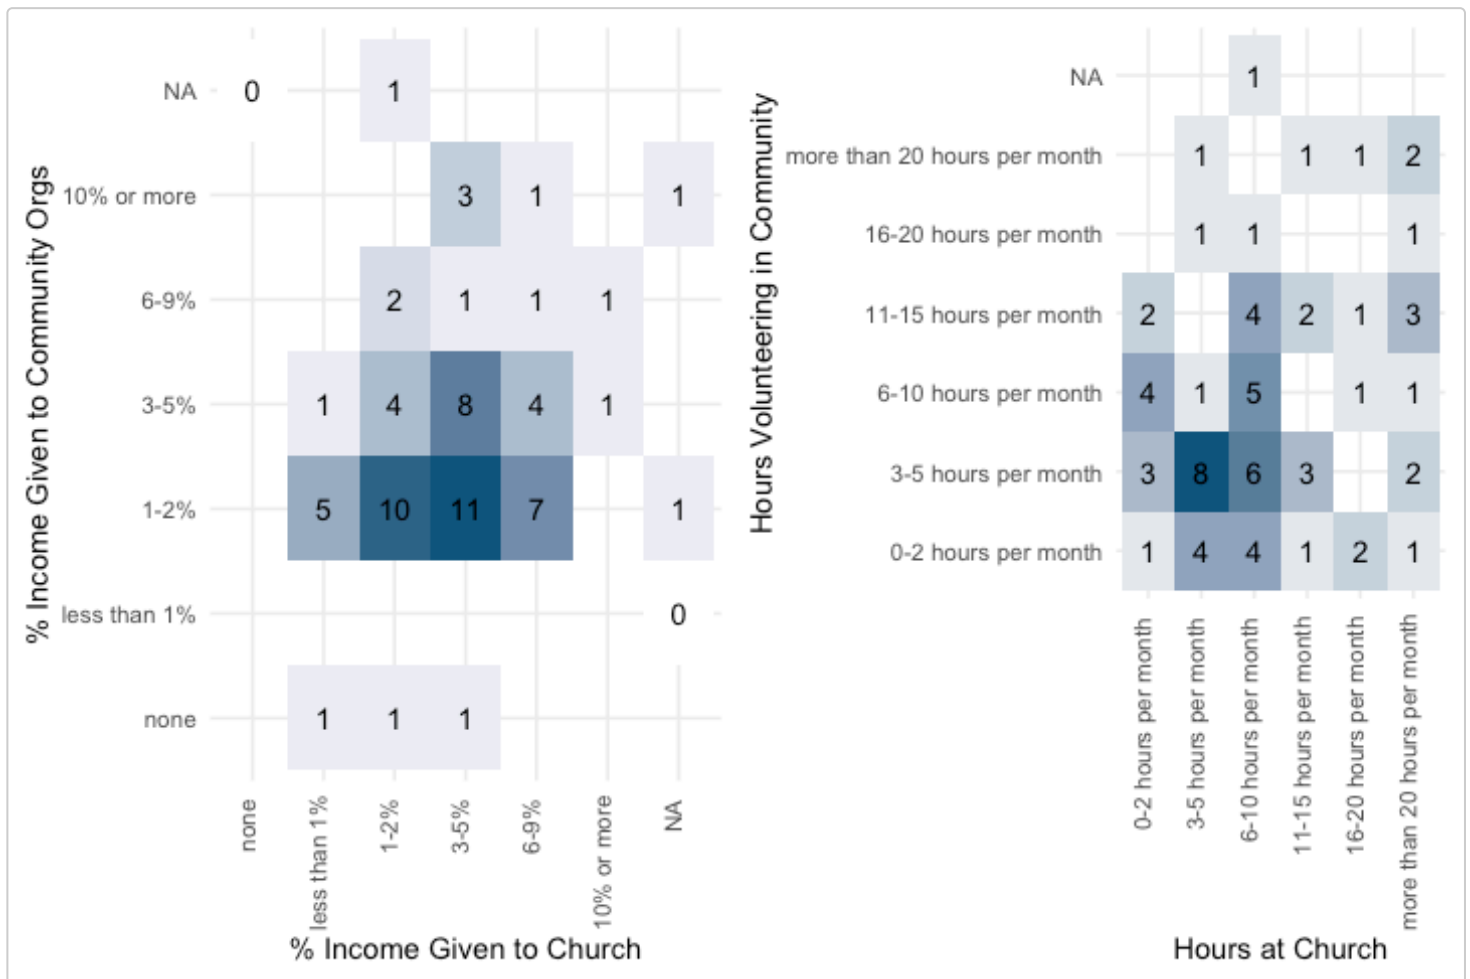 % Income Given to Community Orgs
NA 0 1
10% or more 3 1 1
6-9% 2 1 1 1
3-5% 1 4 8 4 1
1-2% 5 10 11 7 1
less than 1% 0
none 1 1 1
none
less than 1%
1-2%
3-5%
6-9%
10% or more
NA
% Income Given to Church
Hours Volunteering in Community
NA 1
more than 20 hours per month 1 1 1 2
16-20 hours per month 1 1 1
11-15 hours per month 2 4 2 1 3
6-10 hours per month 4 1 5 1 1
3-5 hours per month 3 8 6 3 2
0-2 hours per month 1 4 4 1 2 1
0-2 hours per month
3-5 hours per month
6-10 hours per month
11-15 hours per month
16-20 hours per month
more than 20 hours per month
Hours at Church